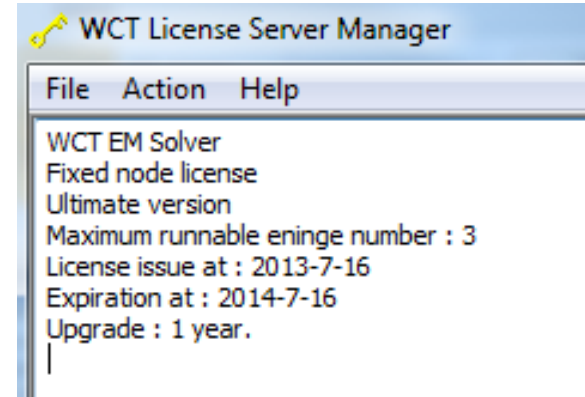 WCT License Server Manager
File Action Help
WCT EM Solver
Fixed node license
Ultimate version
Maximum runnable eninge number : 3
License issue at : 2013-7-16
Expiration at : 2014-7-16
Upgrade : 1 year.